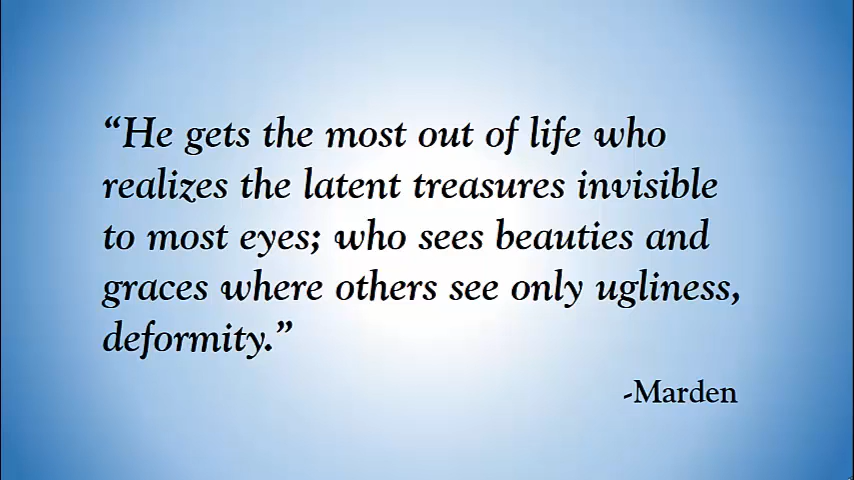 “He gets the most out of life who
realizes the latent treasures invisible
to most eyes; who sees beauties and
graces where others see only ugliness,
deformity.”
-Marden